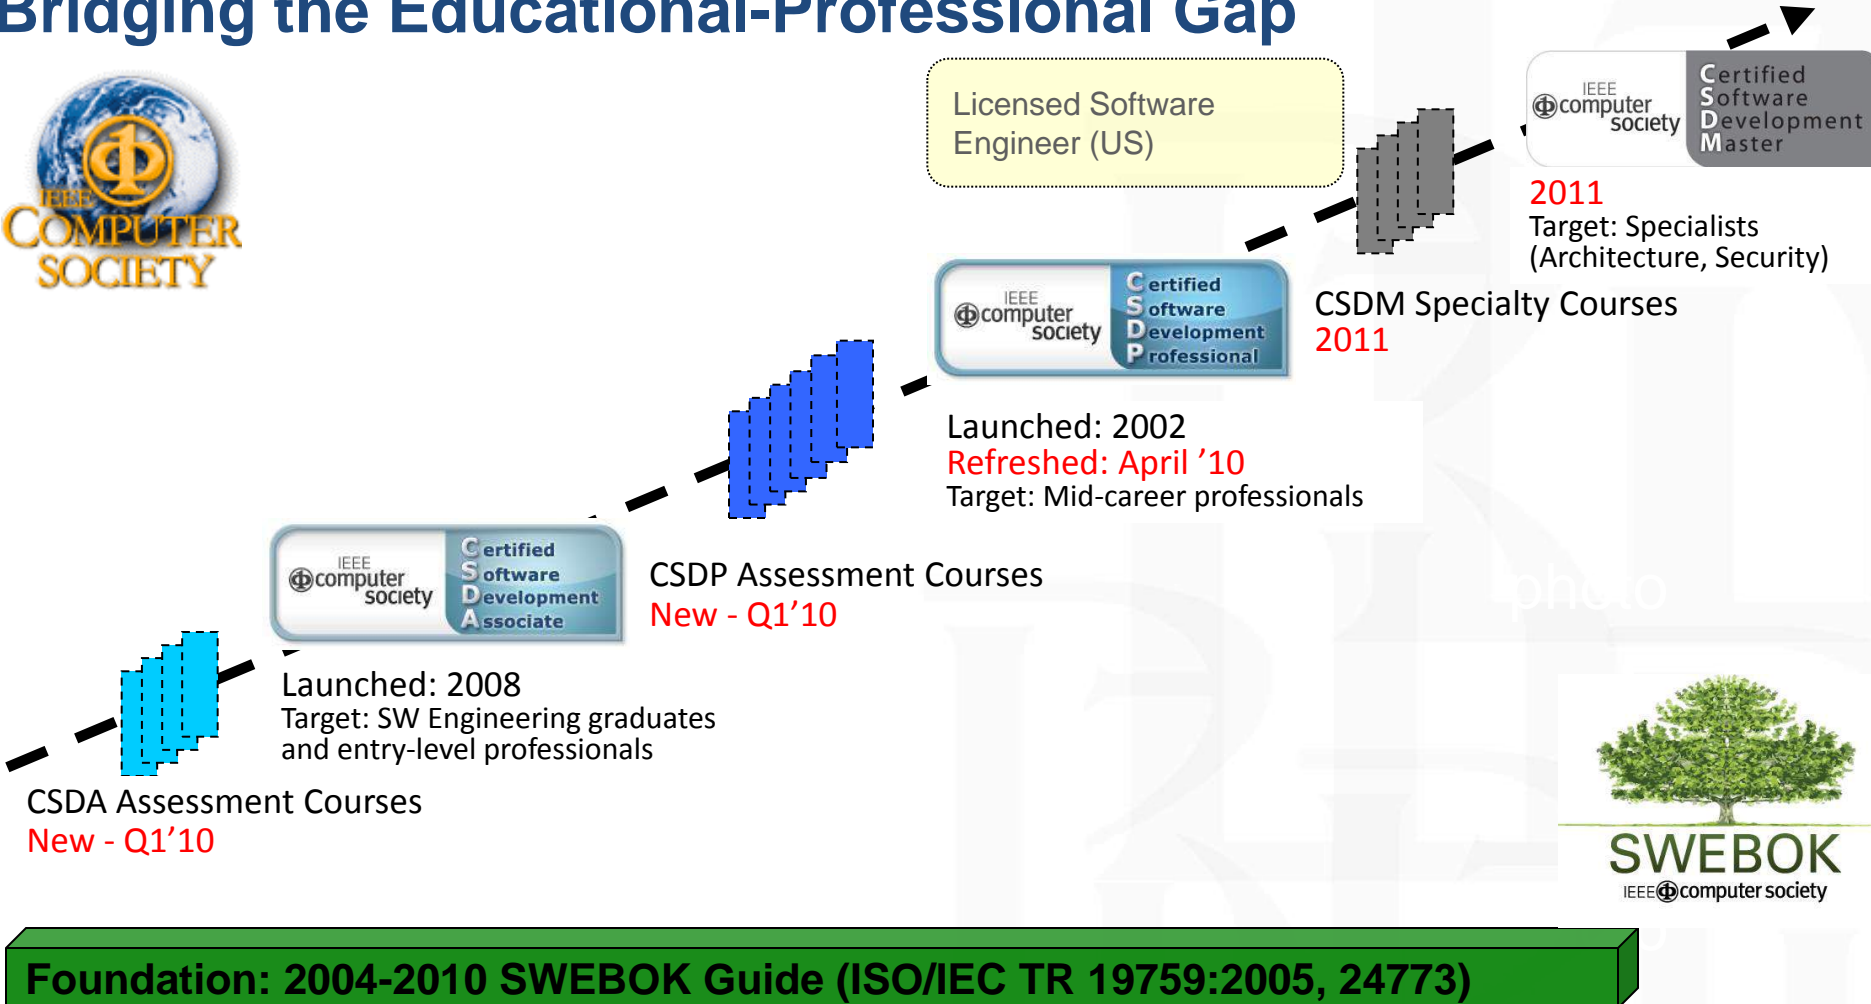 Bridging the Educational-Professional Gap
IEEE
COMPUTER
SOCIETY
Licensed Software
Engineer (US)
IEEE
computer
society
Certified
Software
Development
Master
2011
Target: Specialists
(Architecture, Security)
CSDM Specialty Courses
2011
IEEE
computer
society
Certified
Software
Development
Professional
Launched: 2002
Refreshed: April ’10
Target: Mid-career professionals
IEEE
computer
society
Certified
Software
Development
Associate
CSDP Assessment Courses
New - Q1’10
photo
Launched: 2008
Target: SW Engineering graduates
and entry-level professionals
CSDA Assessment Courses
New - Q1’10
SWEBOK
IEEE computer society
Foundation: 2004-2010 SWEBOK Guide (ISO/IEC TR 19759:2005, 24773)